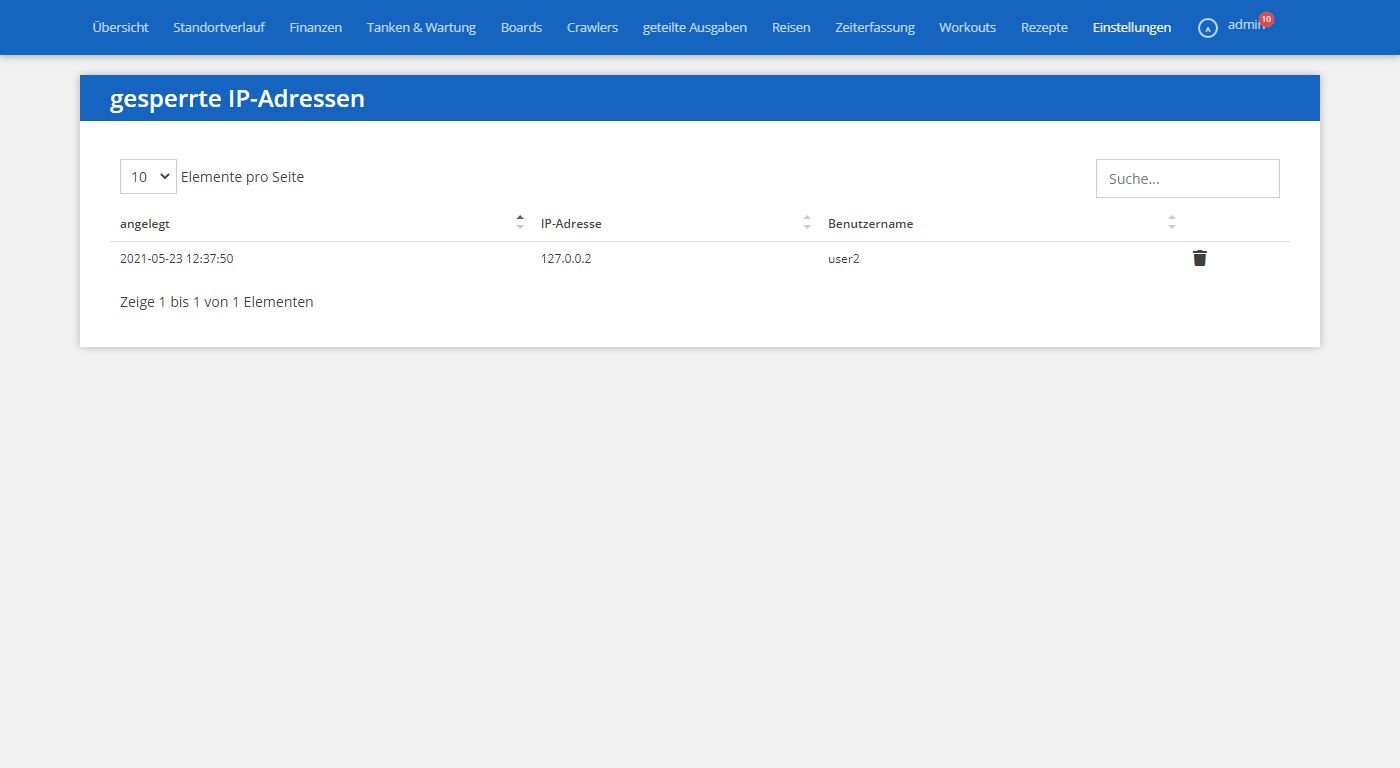 Übersicht Standortverlauf Finanzen Tanken & Wartung Boards Crawlers geteilte Ausgaben Reisen Zeiterfassung Workouts Rezepte Einstellungen A admin 10
gesperrte IP-Adressen
10 Elemente pro Seite Suche...
angelegt IP-Adresse Benutzername
2021-05-23 12:37:50 127.0.0.2 user2
Zeige 1 bis 1 von 1 Elementen